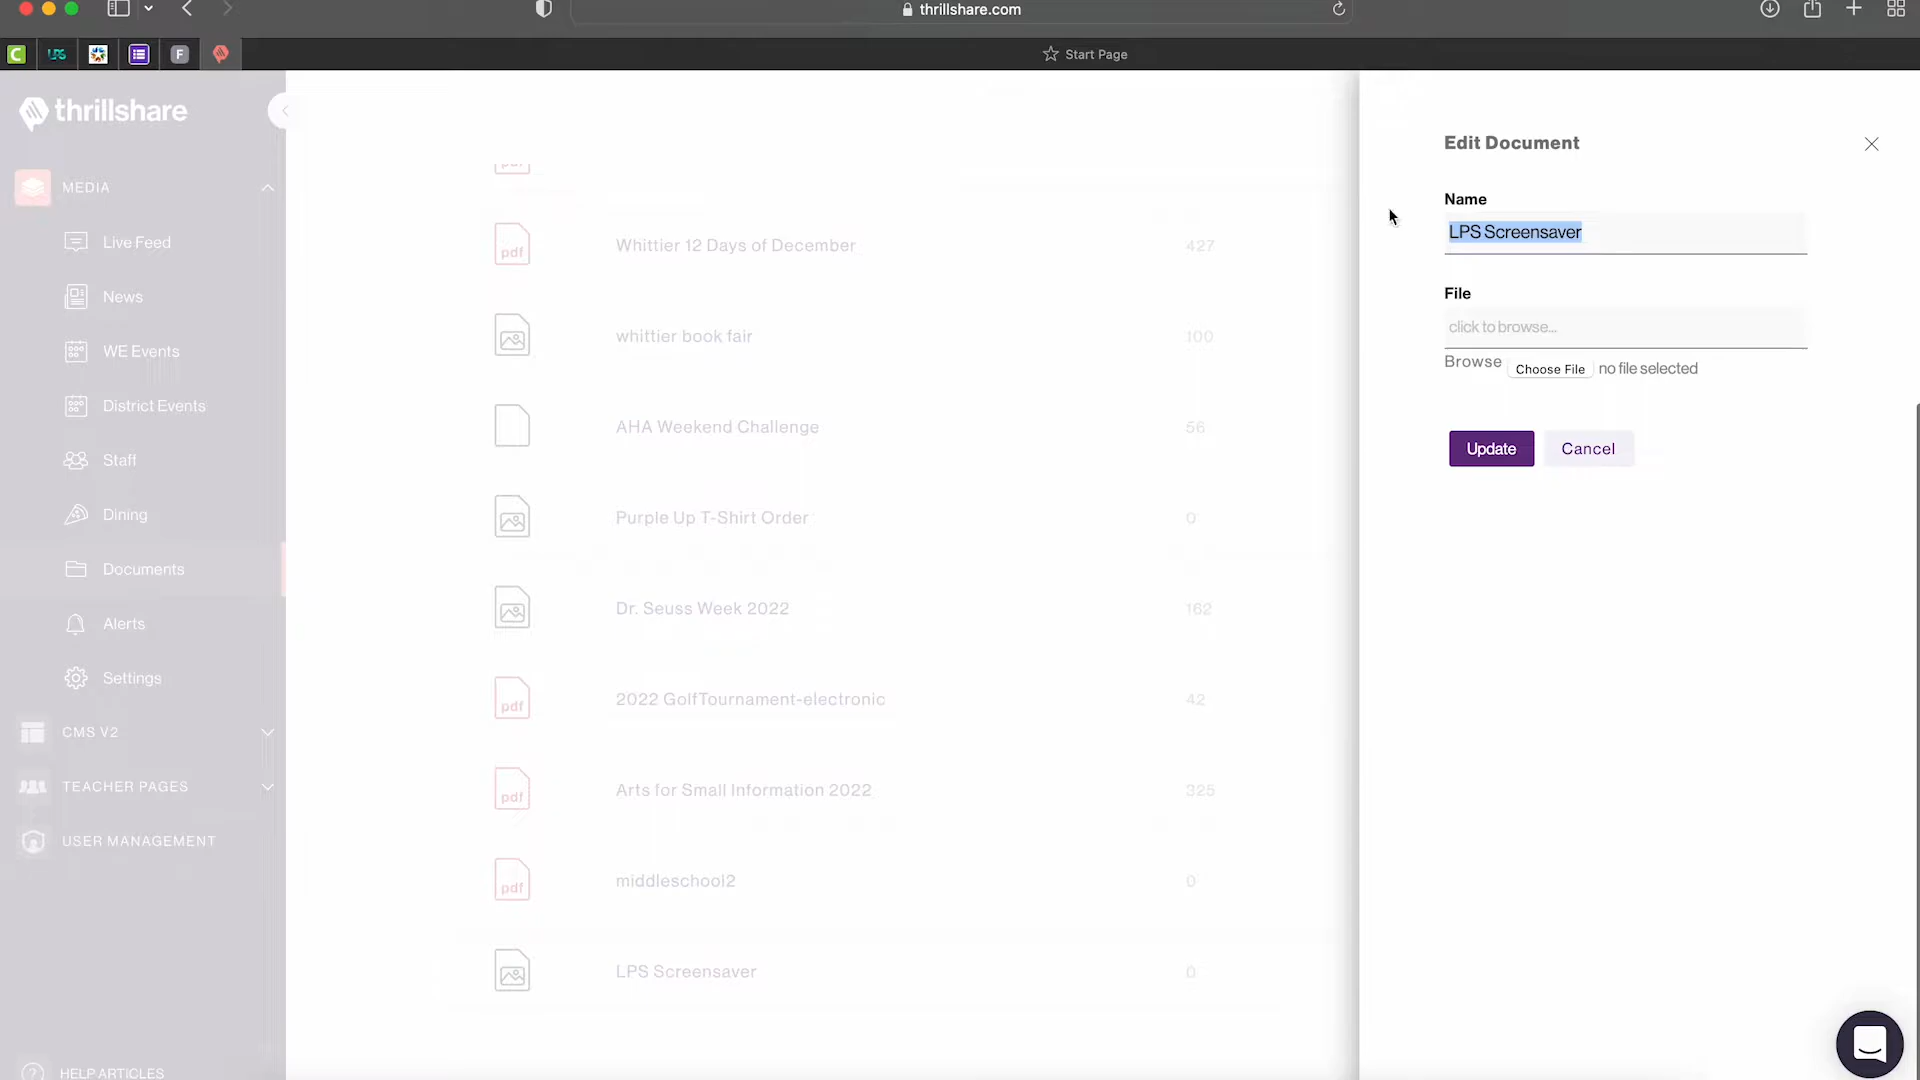 thrillshare.com
C
LPS
F
Start Page
thrillshare
MEDIA
Live Feed
News
WE Events
District Events
Staff
Dining
Documents
Alerts
Settings
CMS V2
TEACHER PAGES
USER MANAGEMENT
? HELP ARTICLES
pdf
pdf Whittier 12 Days of December 427
whittier book fair 100
AHA Weekend Challenge 56
Purple Up T-Shirt Order 0
Dr. Seuss Week 2022 162
pdf 2022 GolfTournament-electronic 42
pdf Arts for Small Information 2022 325
pdf middleschool2 0
LPS Screensaver 0
Edit Document
Name
LPS Screensaver
File
click to browse...
Browse Choose File no file selected
Update Cancel